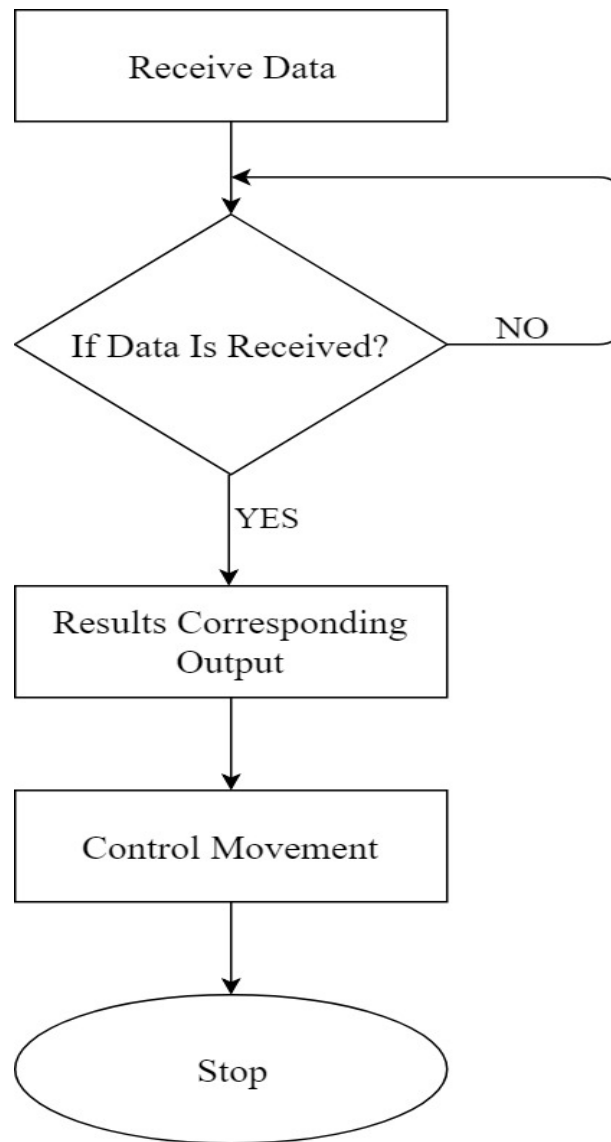 Receive Data
If Data Is Received?
NO
YES
Results Corresponding
Output
Control Movement
Stop